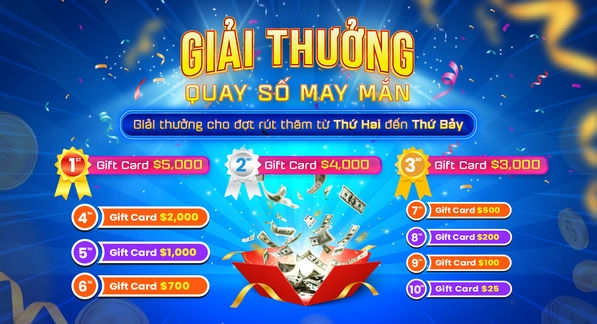 GIẢI THƯỞNG
QUAY SỐ MAY MẮN
Giải thưởng cho đợt rút thăm từ Thứ Hai đến Thứ Bảy
1ST Gift Card $5,000
2ND Gift Card $4,000
3RD Gift Card $3,000
4TH Gift Card $2,000
5TH Gift Card $1,000
6TH Gift Card $700
7TH Gift Card $500
8TH Gift Card $200
9TH Gift Card $100
10TH Gift Card $25